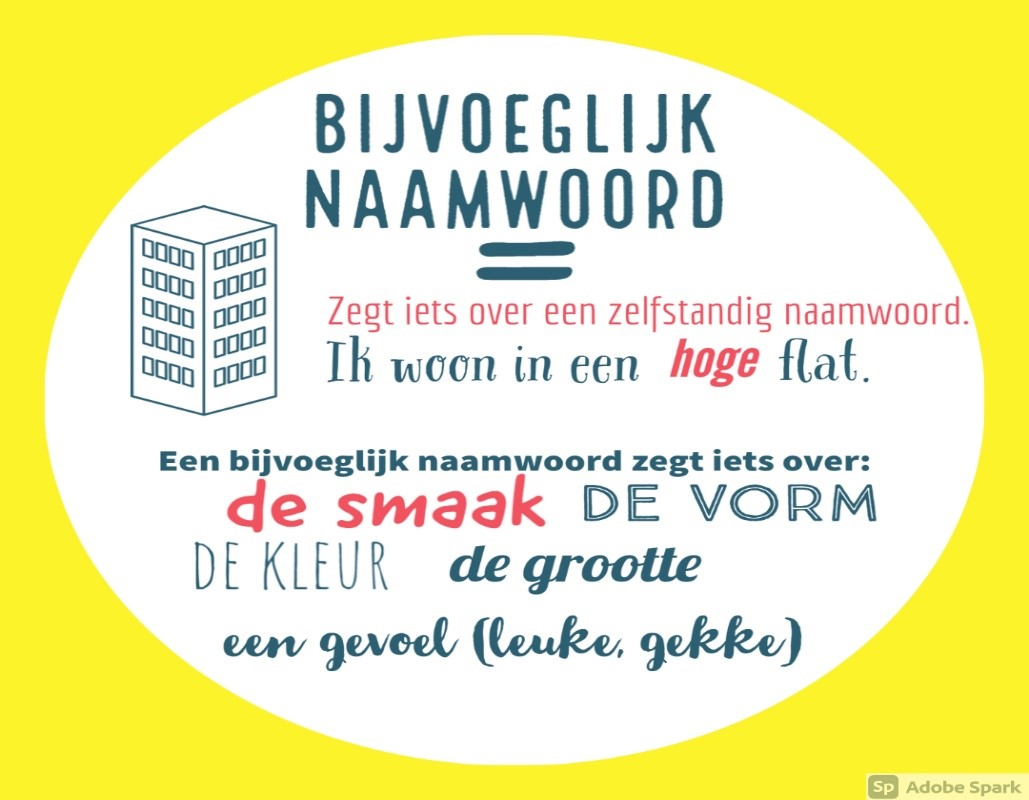 BIJVOEGLIJK
NAAMWOORD
=
Zegt iets over een zelfstandig naamwoord.
Ik woon in een hoge flat.
Een bijvoeglijk naamwoord zegt iets over:
de smaak DE VORM
DE KLEUR de grootte
een gevoel (leuke, gekke)
Sp Adobe Spark